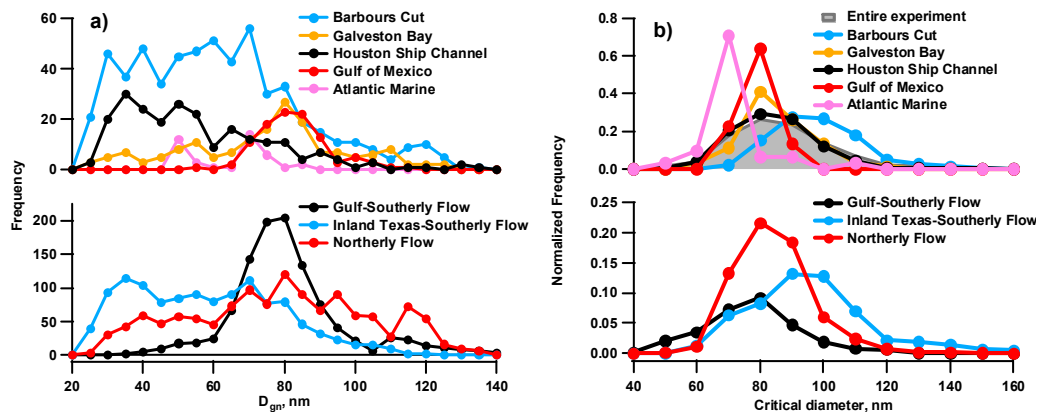 a)
Barbours Cut
Galveston Bay
Houston Ship Channel
Gulf of Mexico
Atlantic Marine
60
40
20
0
Frequency
Gulf-Southerly Flow
Inland Texas-Southerly Flow
Northerly Flow
200
150
100
50
0
20 40 60 80 100 120 140
Dgn, nm
b)
Entire experiment
Barbours Cut
Galveston Bay
Houston Ship Channel
Gulf of Mexico
Atlantic Marine
0.8
0.6
0.4
0.2
0.0
Normalized Frequency
Gulf-Southerly Flow
Inland Texas-Southerly Flow
Northerly Flow
0.25
0.20
0.15
0.10
0.05
0.00
40 60 80 100 120 140 160
Critical diameter, nm